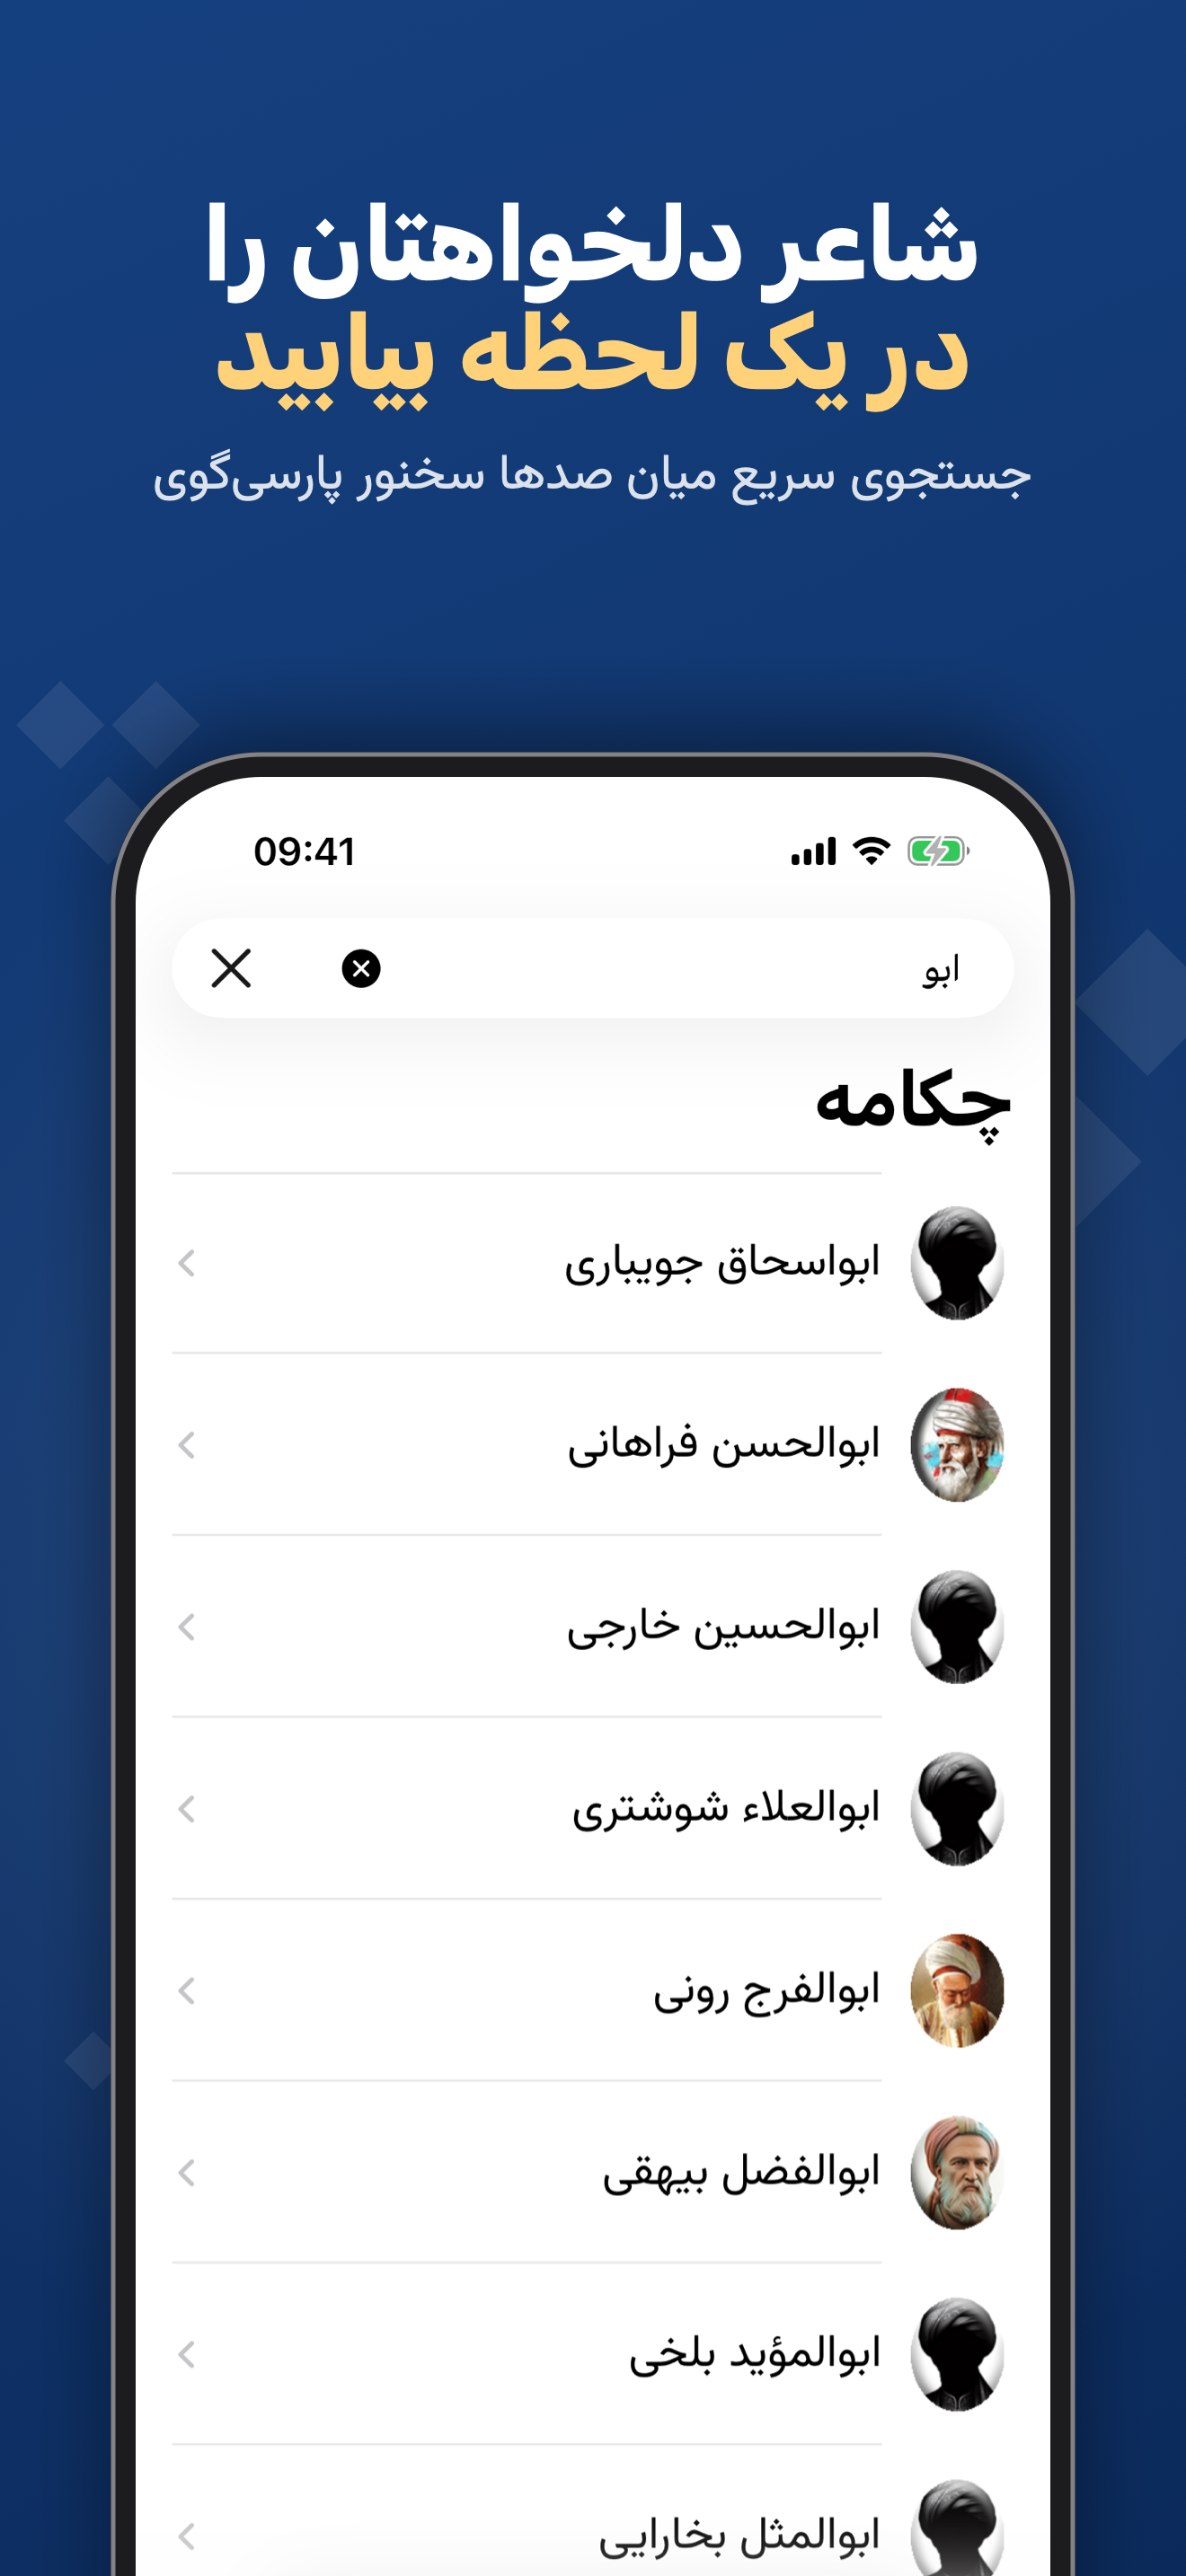 شاعر دلخواهتان را
در یک لحظه بیابید
جستجوی سریع میان صدها سخنور پارسی‌گوی
09:41
ابو
چکامه
ابواسحاق جویباری
ابوالحسن فراهانی
ابوالحسین خارجی
ابوالعلاء شوشتری
ابوالفرج رونی
ابوالفضل بیهقی
ابوالمؤید بلخی
ابوالمثل بخارایی